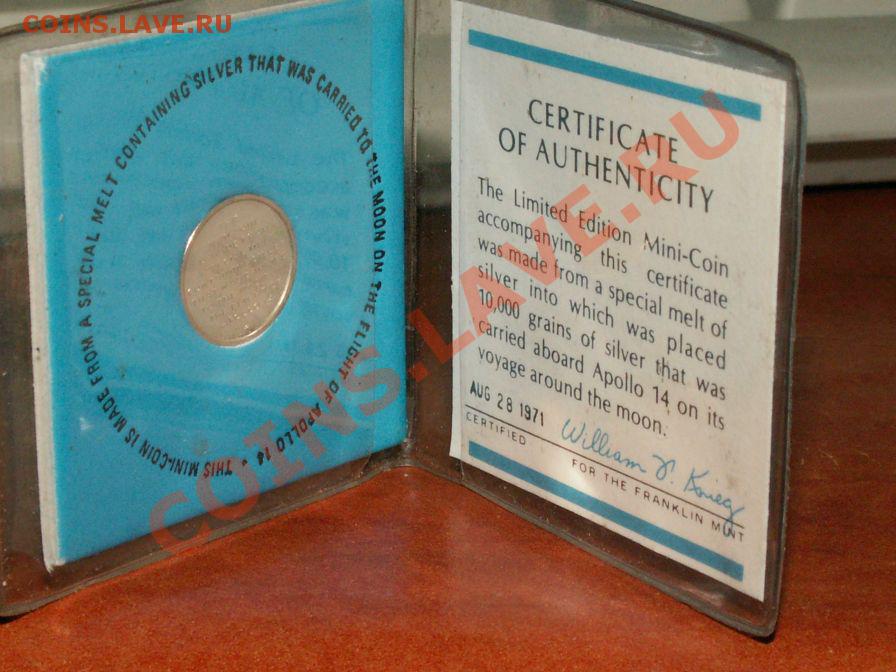 COINS.LAVE.RU
THIS MINI-COIN IS MADE FROM A SPECIAL MELT CONTAINING SILVER THAT WAS CARRIED TO THE MOON ON THE FLIGHT OF APOLLO 14 •
CERTIFICATE
OF AUTHENTICITY
The Limited Edition Mini-Coin
accompanying this certificate
was made from a special melt of
silver into which was placed
10,000 grains of silver that was
carried aboard Apollo 14 on its
voyage around the moon.
AUG 28 1971
William V. Krieg
CERTIFIED
FOR THE FRANKLIN MINT
COINS.LAVE.RU